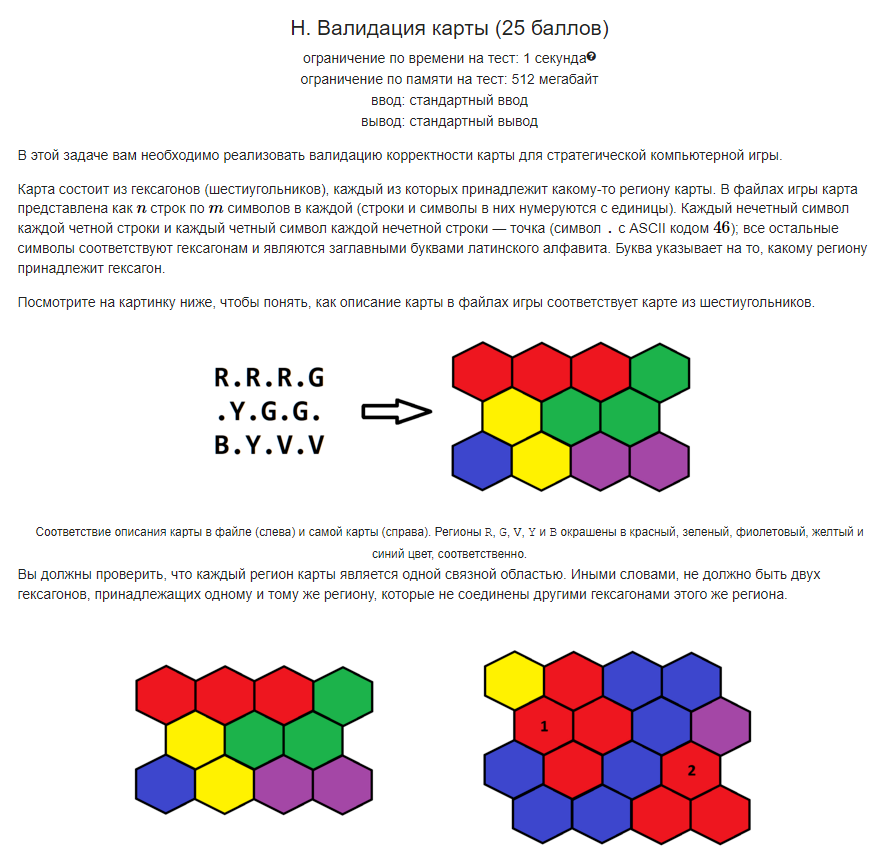 H. Валидация карты (25 баллов)
ограничение по времени на тест: 1 секунда?
ограничение по памяти на тест: 512 мегабайт
ввод: стандартный ввод
вывод: стандартный вывод
В этой задаче вам необходимо реализовать валидацию корректности карты для стратегической компьютерной игры.
Карта состоит из гексагонов (шестиугольников), каждый из которых принадлежит какому-то региону карты. В файлах игры карта
представлена как n строк по m символов в каждой (строки и символы в них нумеруются с единицы). Каждый нечетный символ
каждой четной строки и каждый четный символ каждой нечетной строки — точка (символ . с ASCII кодом 46); все остальные
символы соответствуют гексагонам и являются заглавными буквами латинского алфавита. Буква указывает на то, какому региону
принадлежит гексагон.
Посмотрите на картинку ниже, чтобы понять, как описание карты в файлах игры соответствует карте из шестиугольников.
R.R.R.G
.Y.G.G.
B.Y.V.V
Соответствие описания карты в файле (слева) и самой карты (справа). Регионы R, G, V, Y и B окрашены в красный, зеленый, фиолетовый, желтый и
синий цвет, соответственно.
Вы должны проверить, что каждый регион карты является одной связной областью. Иными словами, не должно быть двух
гексагонов, принадлежащих одному и тому же региону, которые не соединены другими гексагонами этого же региона.
1
2